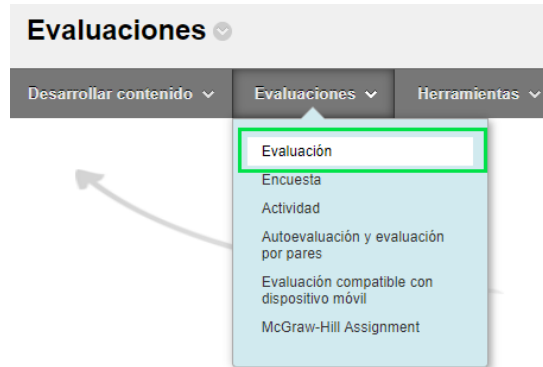 Evaluaciones
Desarrollar contenido
Evaluaciones
Herramientas
Evaluación
Encuesta
Actividad
Autoevaluación y evaluación
por pares
Evaluación compatible con
dispositivo móvil
McGraw-Hill Assignment